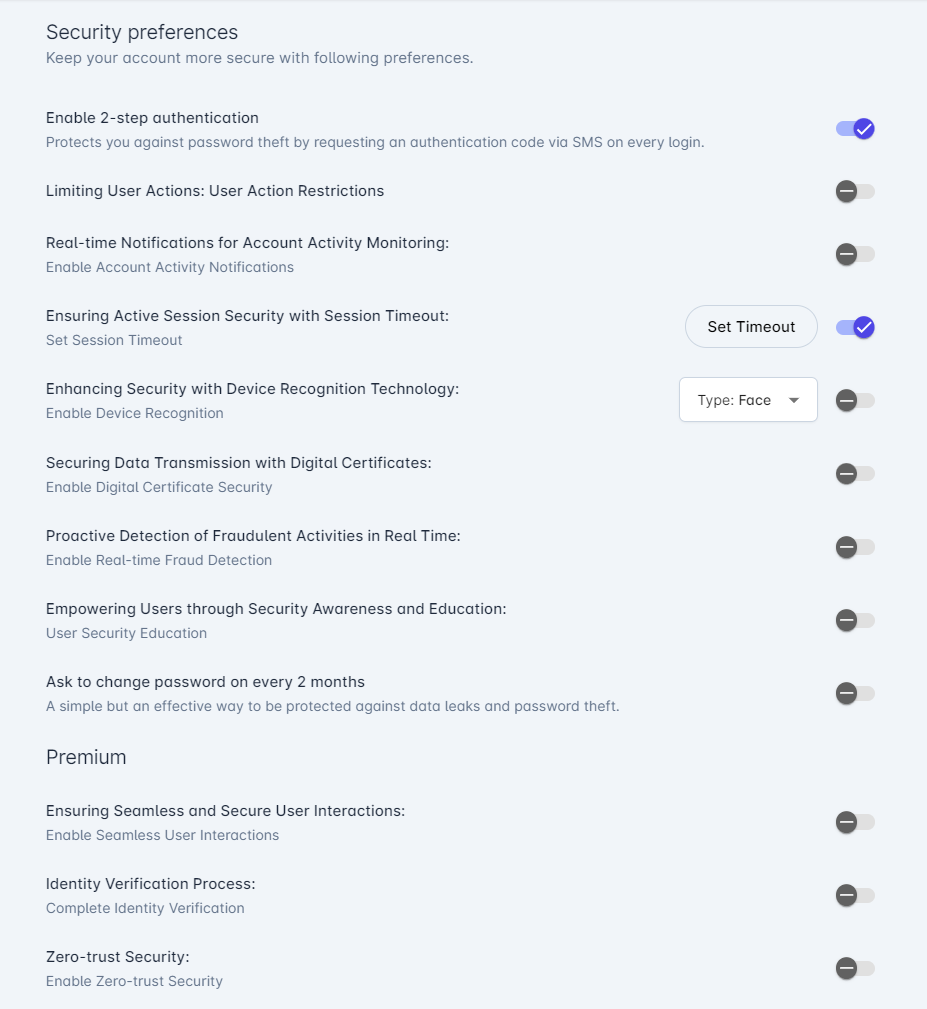 Security preferences
Keep your account more secure with following preferences.
Enable 2-step authentication
Protects you against password theft by requesting an authentication code via SMS on every login.
Limiting User Actions: User Action Restrictions
Real-time Notifications for Account Activity Monitoring:
Enable Account Activity Notifications
Ensuring Active Session Security with Session Timeout:
Set Session Timeout
Set Timeout
Enhancing Security with Device Recognition Technology:
Enable Device Recognition
Type: Face
Securing Data Transmission with Digital Certificates:
Enable Digital Certificate Security
Proactive Detection of Fraudulent Activities in Real Time:
Enable Real-time Fraud Detection
Empowering Users through Security Awareness and Education:
User Security Education
Ask to change password on every 2 months
A simple but an effective way to be protected against data leaks and password theft.
Premium
Ensuring Seamless and Secure User Interactions:
Enable Seamless User Interactions
Identity Verification Process:
Complete Identity Verification
Zero-trust Security:
Enable Zero-trust Security